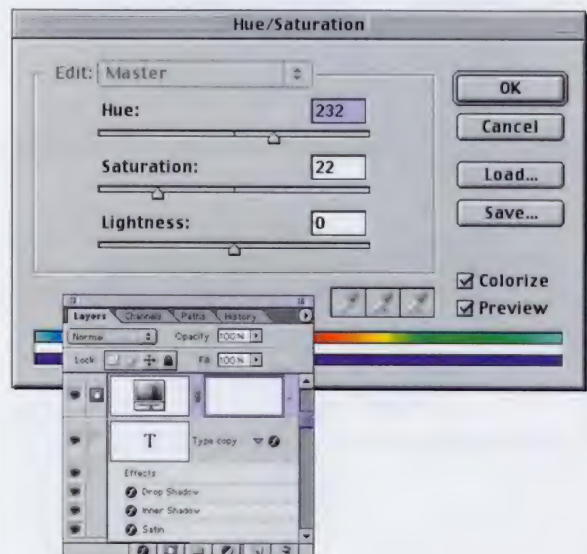 Hue/Saturation
Edit: Master
Hue: 232
Saturation: 22
Lightness: 0
OK
Cancel
Load...
Save...
Colorize
Preview
Layers Channels Paths History
Opacity: 100%
Lock: Fill: 100%
T Type copy
Effects
Drop Shadow
Inner Shadow
Satin